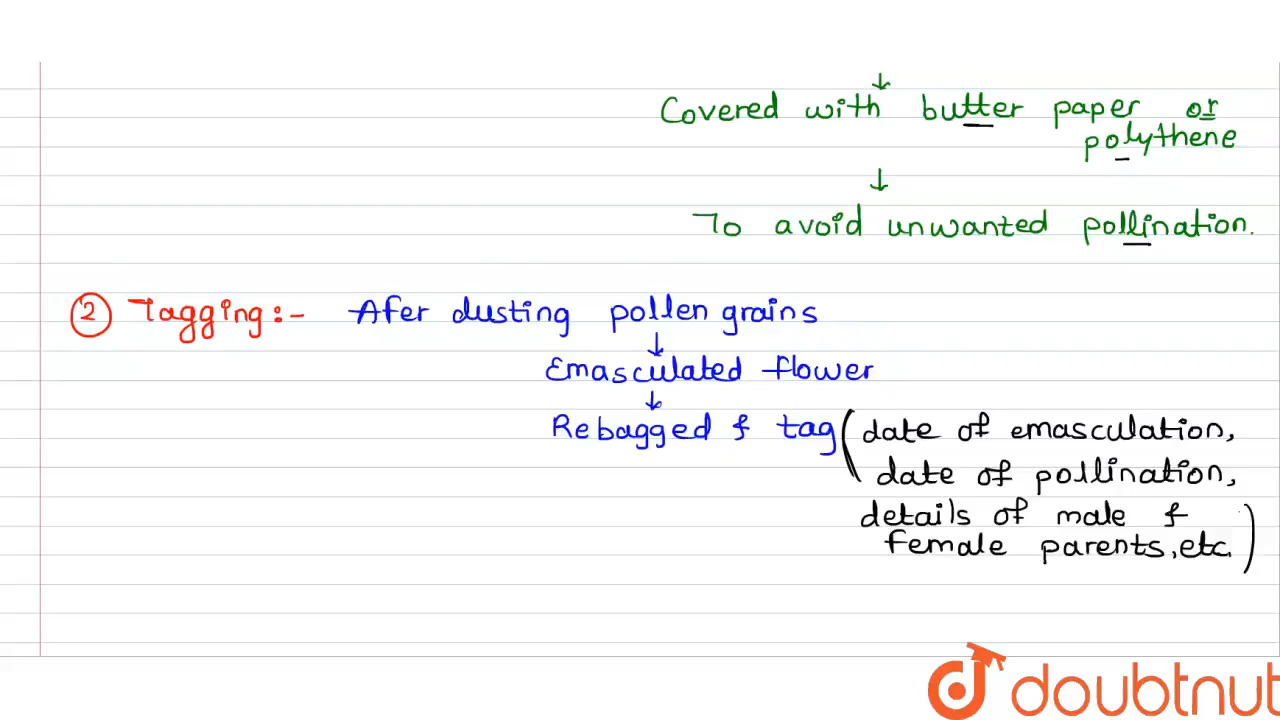 ↓
Covered with butter paper or
polythene
↓
To avoid unwanted pollination.
② Tagging:- Afer dusting pollen grains
↓
Emasculated flower
↓
Rebagged & tag (date of emasculation,
date of pollination,
details of male &
female parents, etc.)
doubtnut